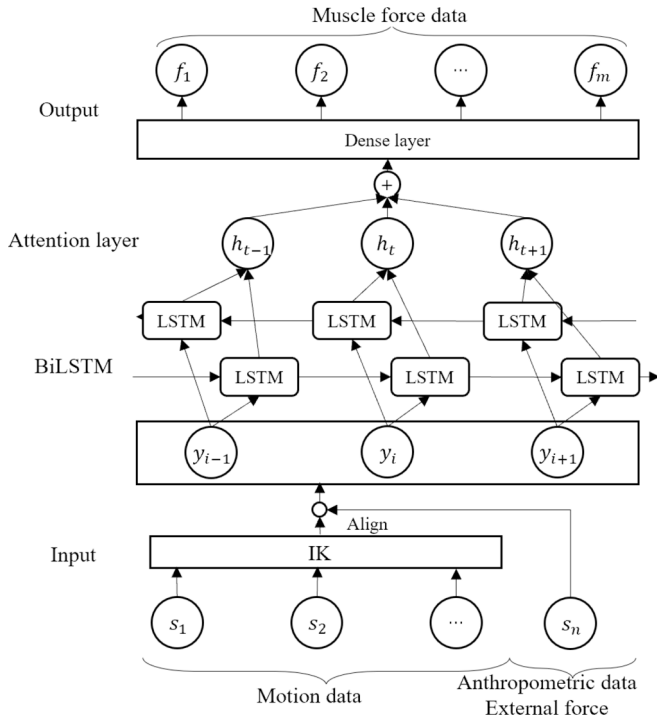 Muscle force data
f₁ f₂ ... fₘ
Output
Dense layer
+
Attention layer
hₜ₋₁ hₜ hₜ₊₁
LSTM LSTM LSTM
BiLSTM
LSTM LSTM LSTM
yᵢ₋₁ yᵢ yᵢ₊₁
Align
Input
IK
s₁ s₂ ... sₙ
Motion data
Anthropometric data
External force